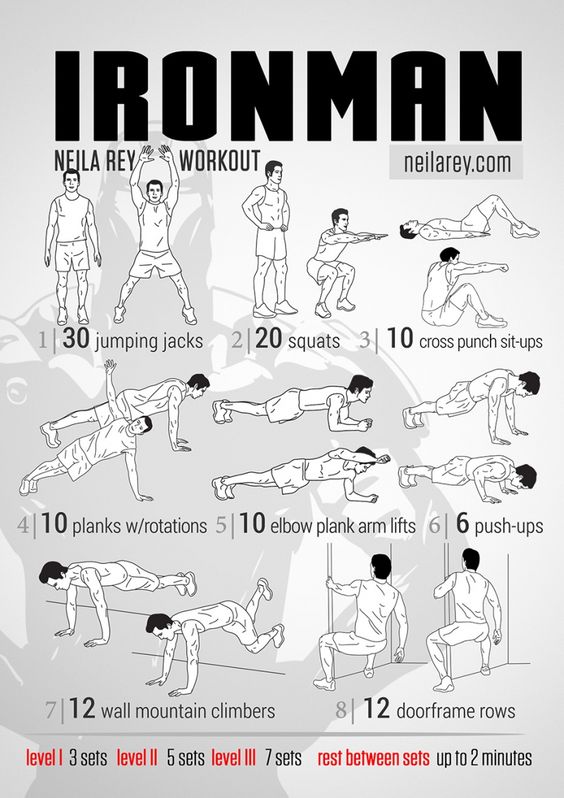 IRONMAN
NEILA REY WORKOUT
neilarey.com
1 | 30 jumping jacks
2 | 20 squats
3 | 10 cross punch sit-ups
4 | 10 planks w/rotations
5 | 10 elbow plank arm lifts
6 | 6 push-ups
7 | 12 wall mountain climbers
8 | 12 doorframe rows
level I 3 sets level II 5 sets level III 7 sets rest between sets up to 2 minutes